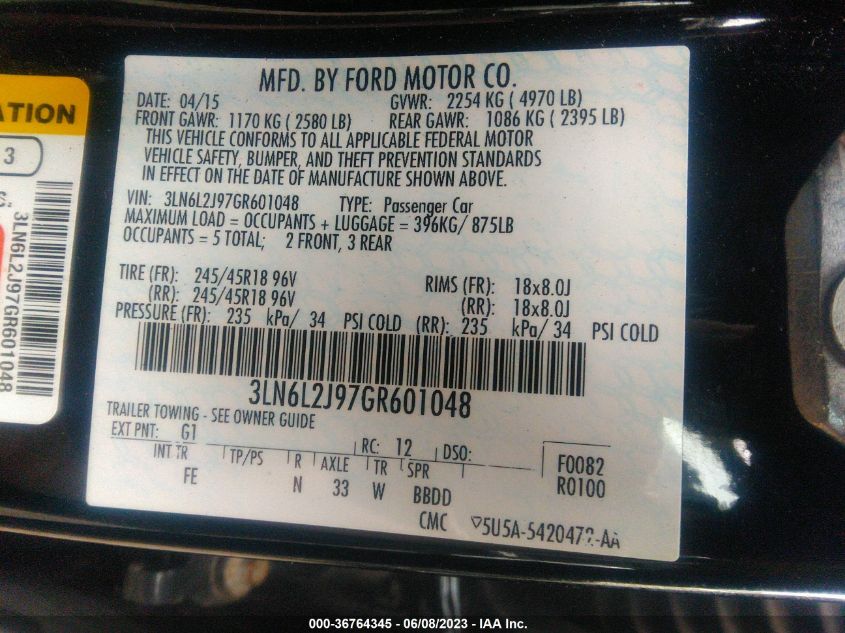 MFD. BY FORD MOTOR CO.
DATE: 04/15 GVWR: 2254 KG ( 4970 LB)
FRONT GAWR: 1170 KG ( 2580 LB) REAR GAWR: 1086 KG ( 2395 LB)
THIS VEHICLE CONFORMS TO ALL APPLICABLE FEDERAL MOTOR
VEHICLE SAFETY, BUMPER, AND THEFT PREVENTION STANDARDS
IN EFFECT ON THE DATE OF MANUFACTURE SHOWN ABOVE.
VIN: 3LN6L2J97GR601048 TYPE: Passenger Car
MAXIMUM LOAD = OCCUPANTS + LUGGAGE = 396KG/ 875LB
OCCUPANTS = 5 TOTAL; 2 FRONT, 3 REAR
TIRE (FR): 245/45R18 96V RIMS (FR): 18x8.0J
(RR): 245/45R18 96V (RR): 18x8.0J
PRESSURE (FR): 235 kPa/ 34 PSI COLD (RR): 235 kPa/ 34 PSI COLD
3LN6L2J97GR601048
TRAILER TOWING - SEE OWNER GUIDE
EXT PNT: G1 RC: 12 DSO:
INT TR TP/PS R AXLE TR SPR F0082
FE N 33 W BBDD R0100
CMC 5U5A-5420472-AA
ATION
3
3LN6L2J97GR601048
000-36764345 / 06/08/2023 - IAA Inc.